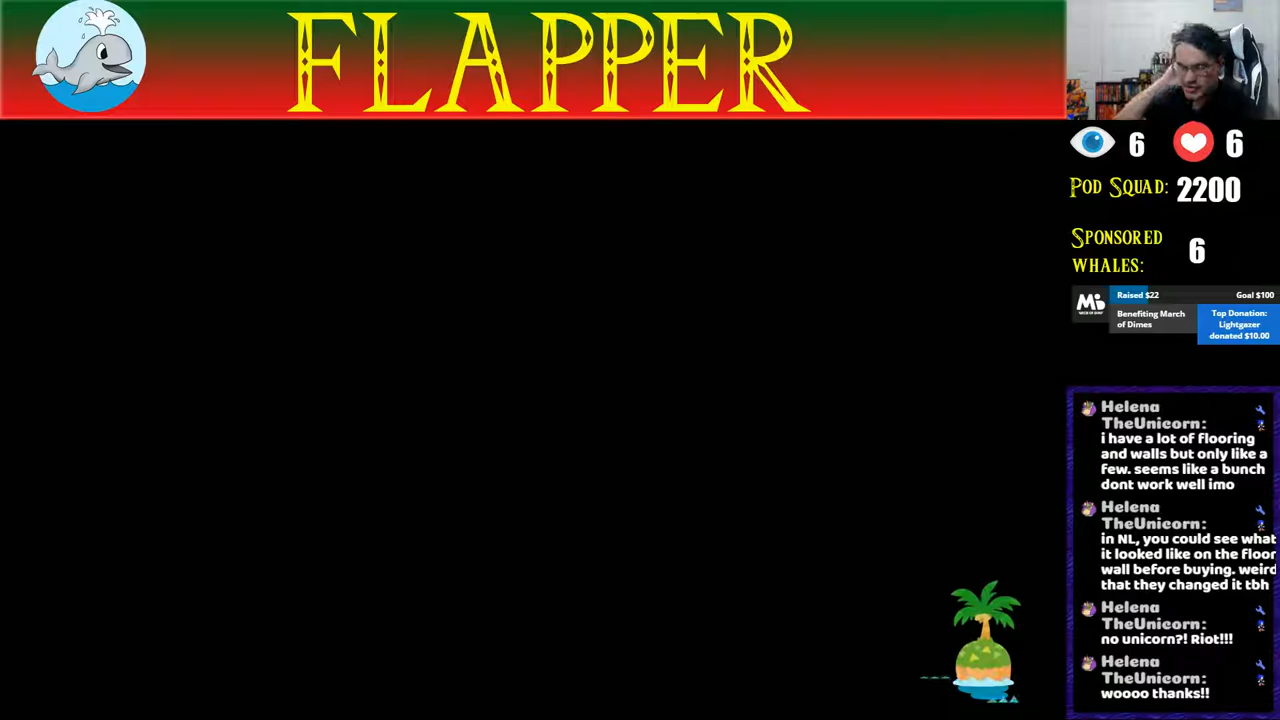 FLAPPER
6 6
Pod Squad: 2200
Sponsored
whales: 6
Raised $22 Goal $100
Benefiting March
of Dimes
Top Donation:
Lightgazer
donated $10.00
Helena
TheUnicorn:
i have a lot of flooring
and walls but only like a
few. seems like a bunch
dont work well imo
Helena
TheUnicorn:
in NL, you could see what
it looked like on the floor
wall before buying. weird
that they changed it tbh
Helena
TheUnicorn:
no unicorn?! Riot!!!
Helena
TheUnicorn:
woooo thanks!!